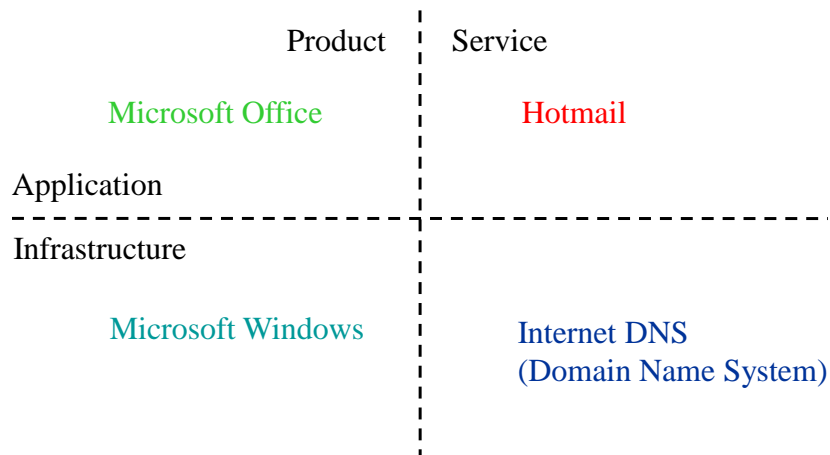 Product
Service
Microsoft Office
Hotmail
Application
Infrastructure
Microsoft Windows
Internet DNS
(Domain Name System)